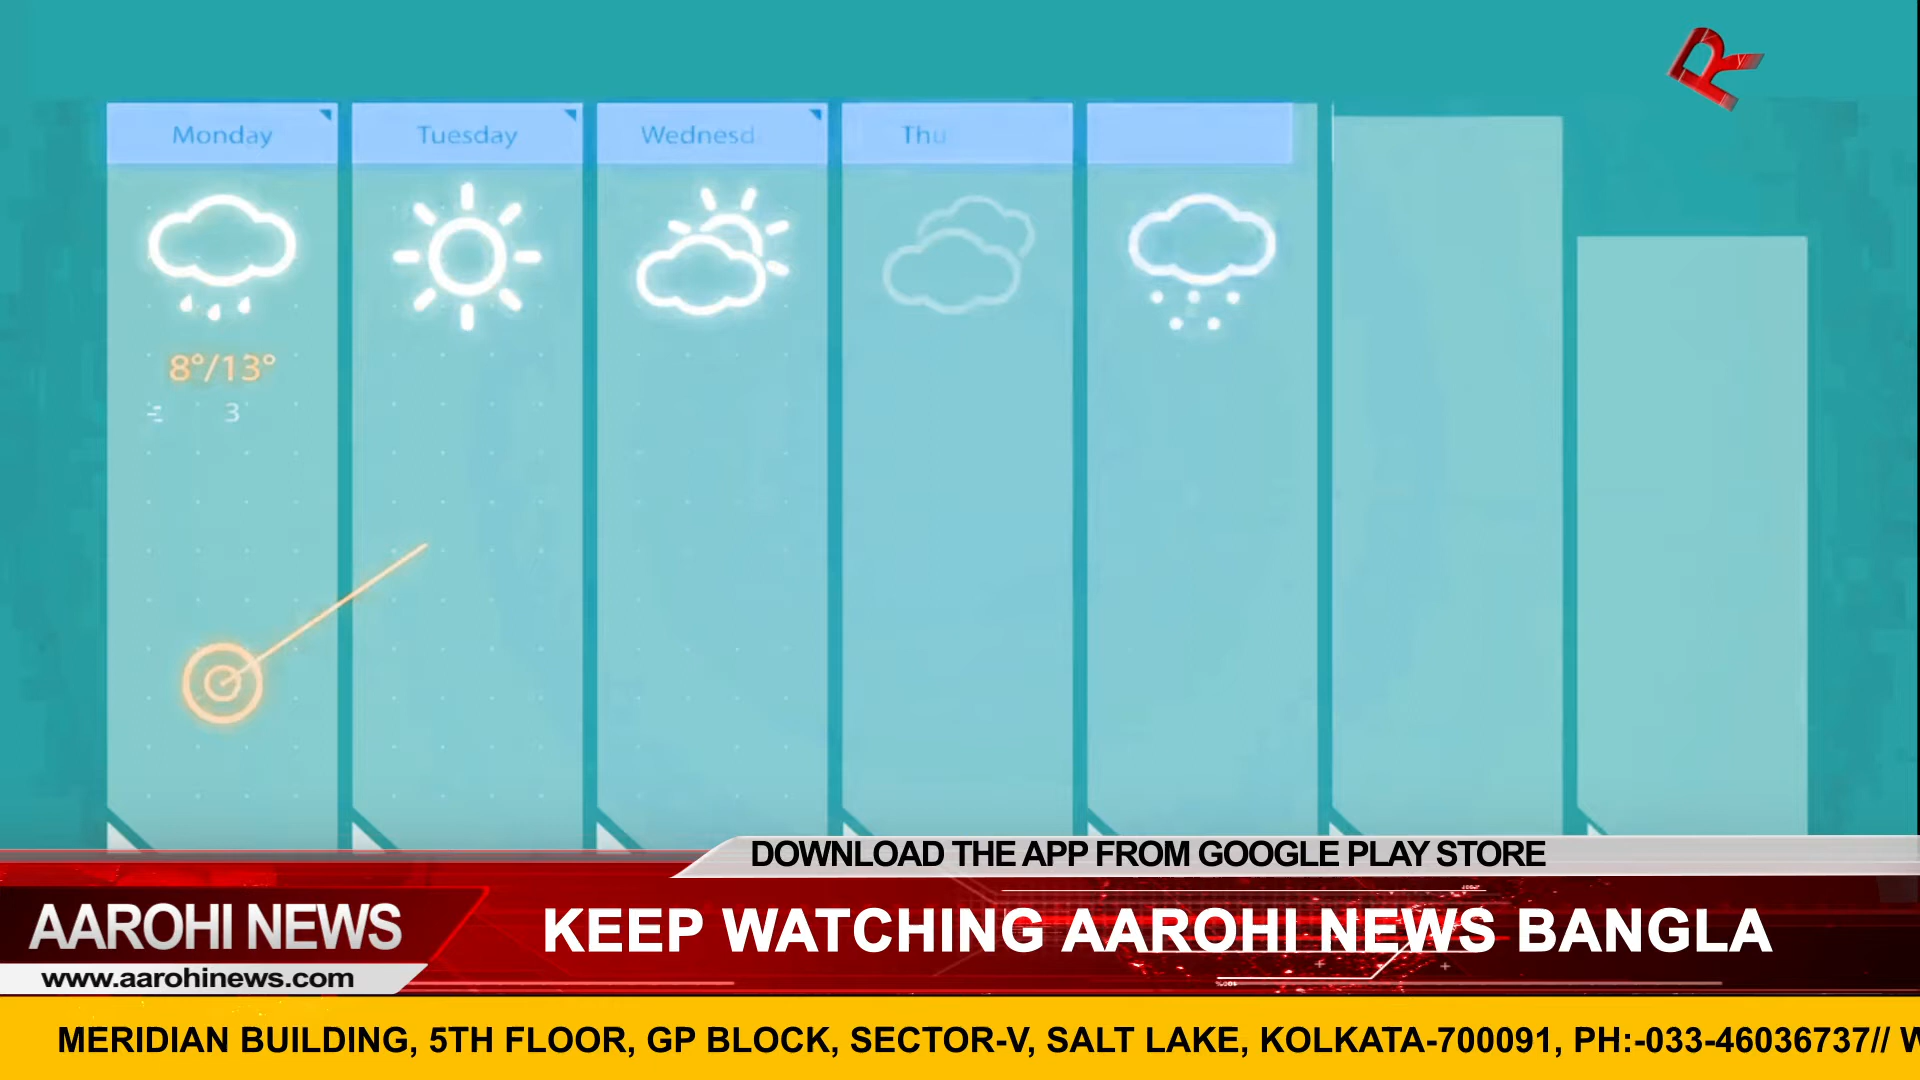 Monday
Tuesday
Wednesd
Thu
8°/13°
3
DOWNLOAD THE APP FROM GOOGLE PLAY STORE
AAROHI NEWS
KEEP WATCHING AAROHI NEWS BANGLA
www.aarohinews.com
MERIDIAN BUILDING, 5TH FLOOR, GP BLOCK, SECTOR-V, SALT LAKE, KOLKATA-700091, PH:-033-46036737// W